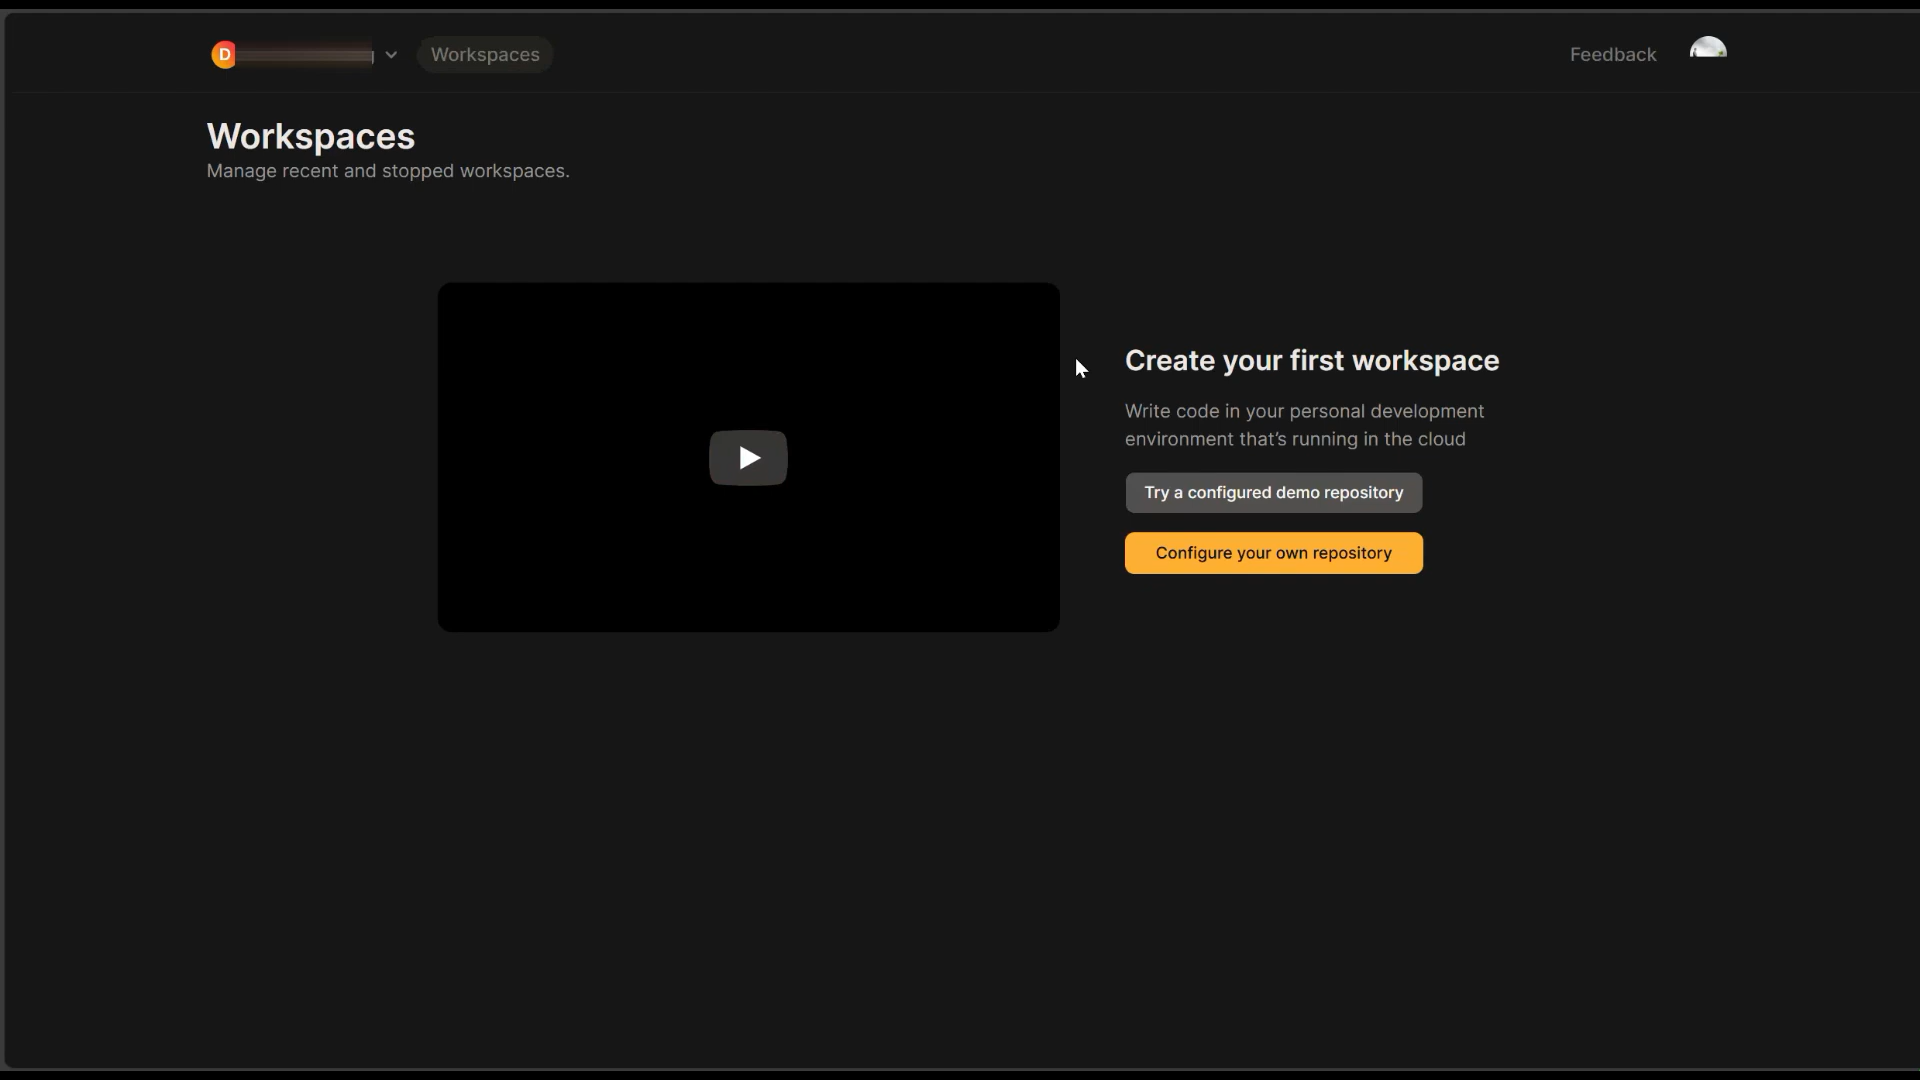 D
Workspaces
Feedback
Workspaces
Manage recent and stopped workspaces.
Create your first workspace
Write code in your personal development
environment that's running in the cloud
Try a configured demo repository
Configure your own repository